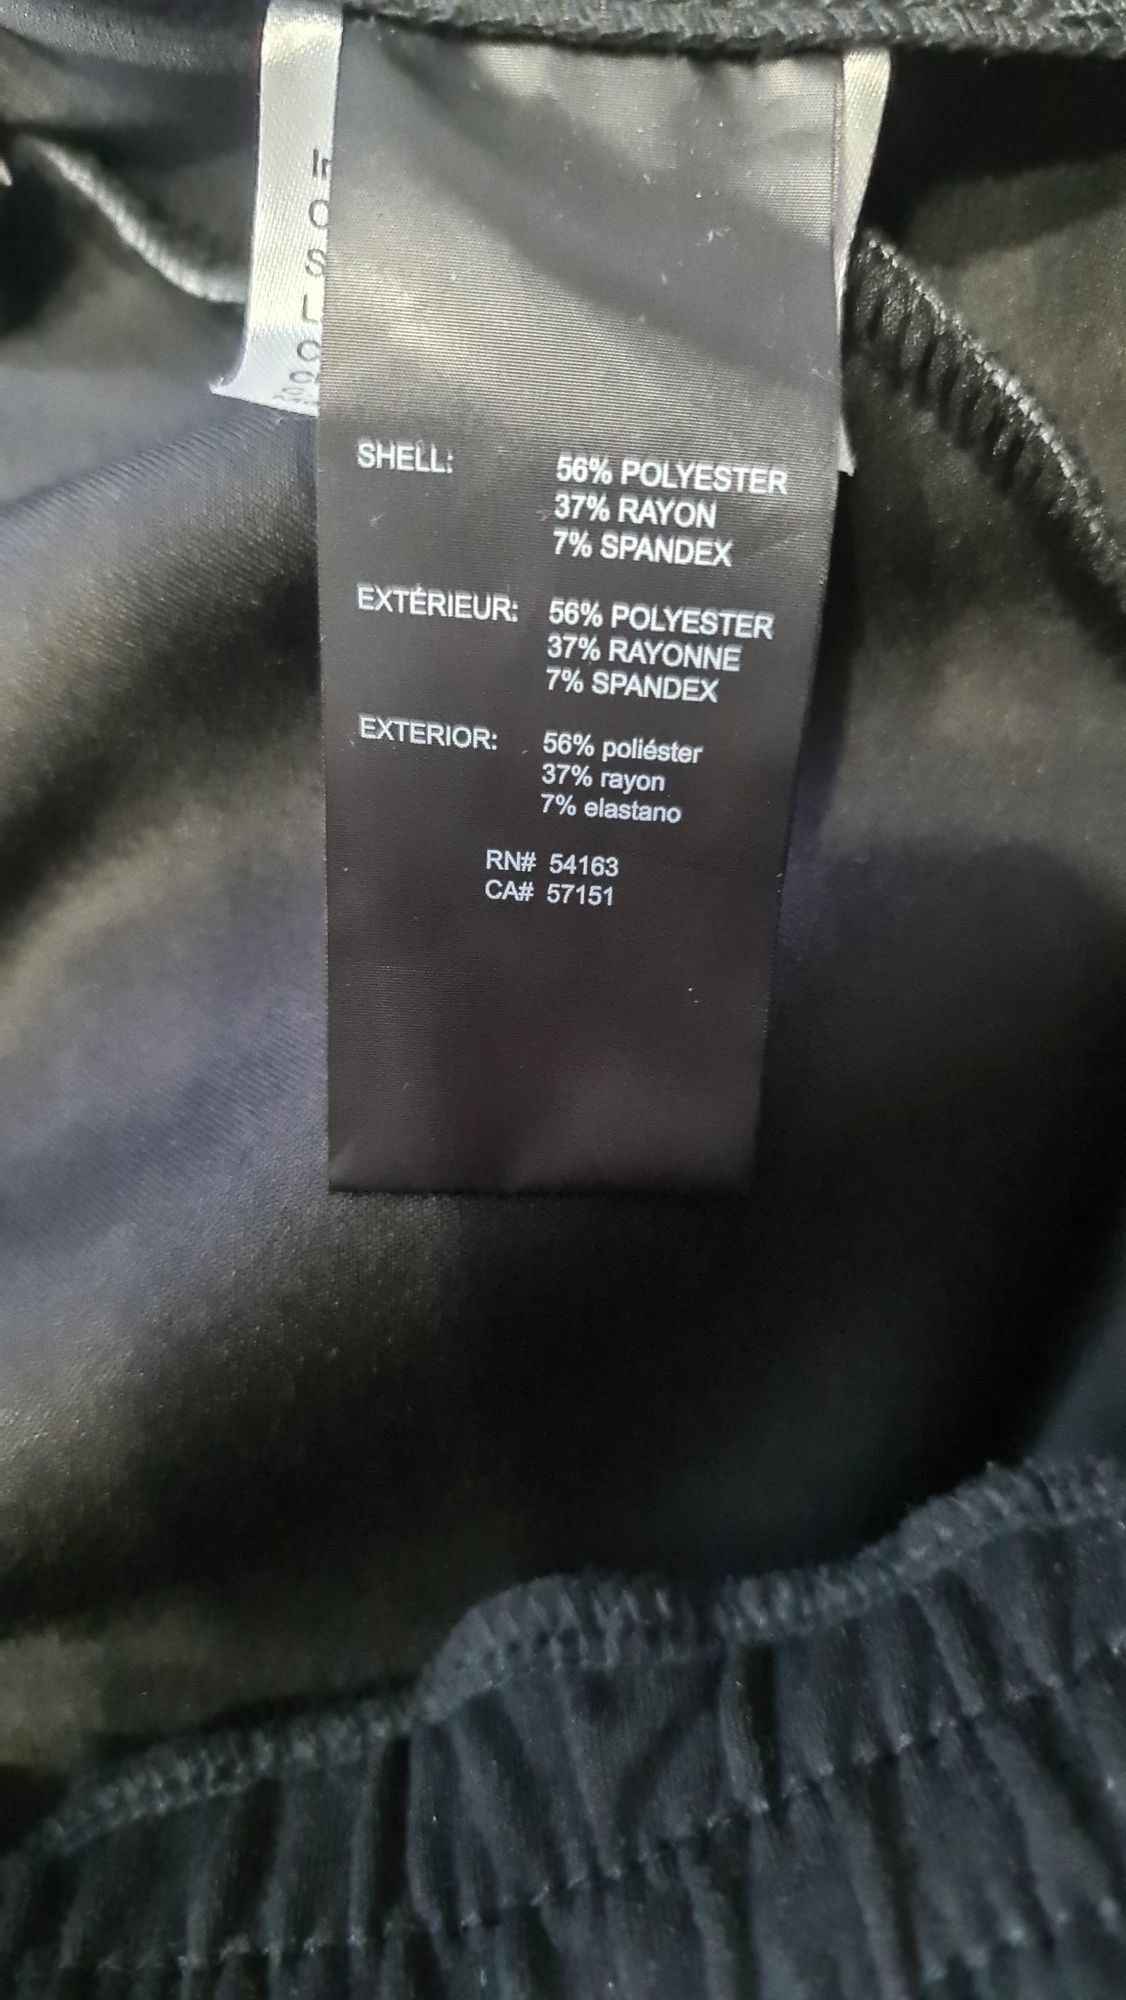 SHELL: 56% POLYESTER
37% RAYON
7% SPANDEX
EXTÉRIEUR: 56% POLYESTER
37% RAYONNE
7% SPANDEX
EXTERIOR: 56% poliéster
37% rayon
7% elastano
RN# 54163
CA# 57151